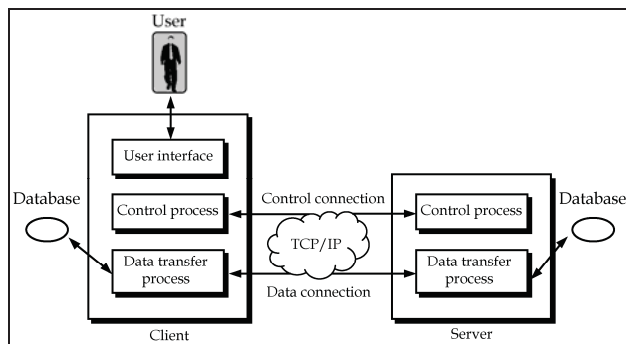 User
User interface
Database
Control connection
Database
Control process
Control process
TCP/IP
Data transfer
process
Data transfer
process
Data connection
Client
Server